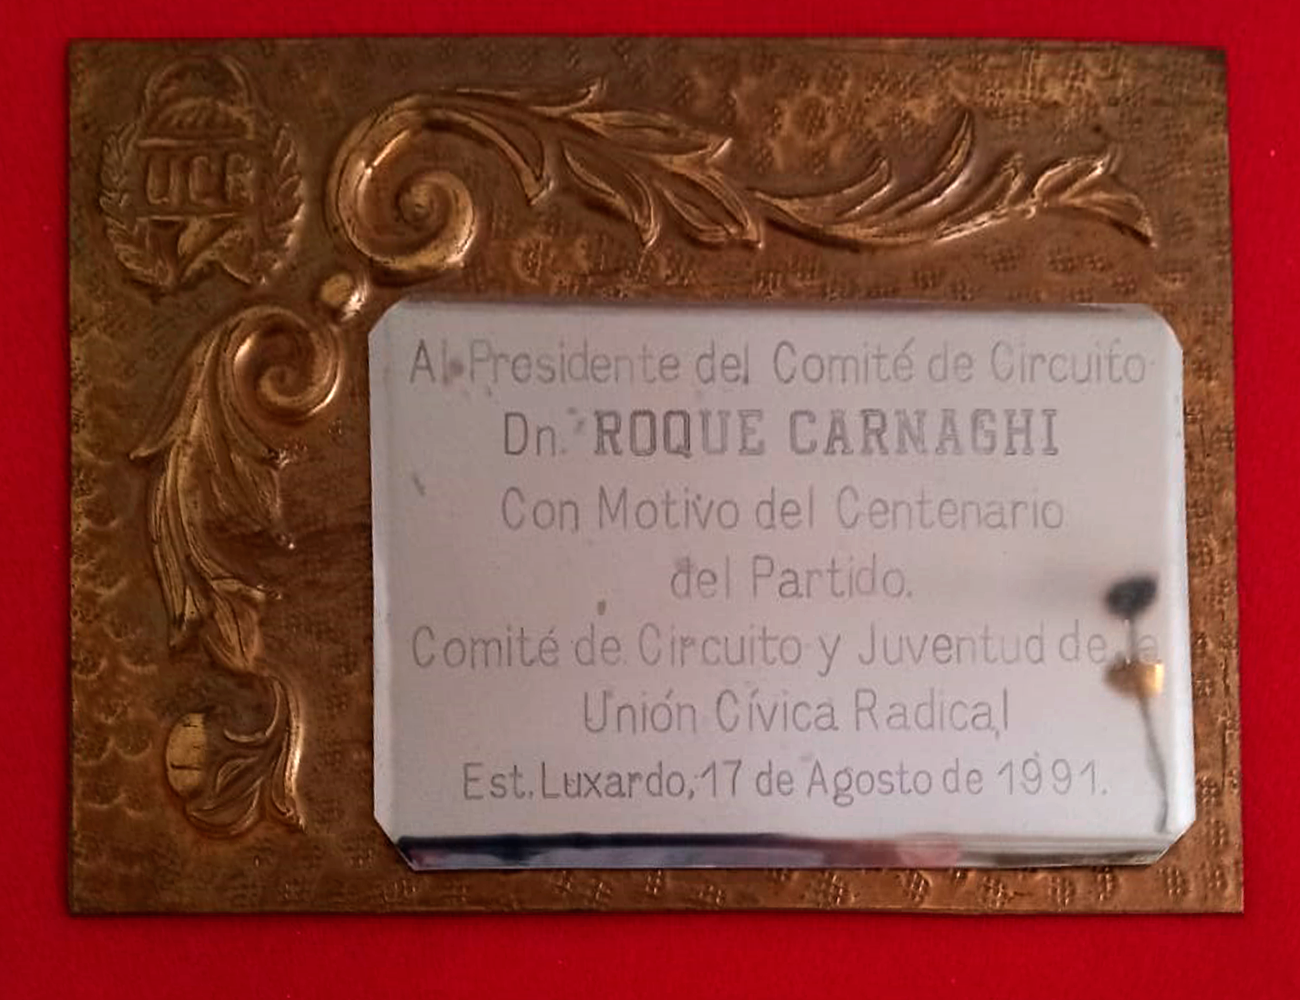 UCR
Al Presidente del Comité de Circuito
Dn. ROQUE CARNAGHI
Con Motivo del Centenario
del Partido.
Comité de Circuito y Juventud de la
Unión Cívica Radical
Est. Luxardo, 17 de Agosto de 1991.